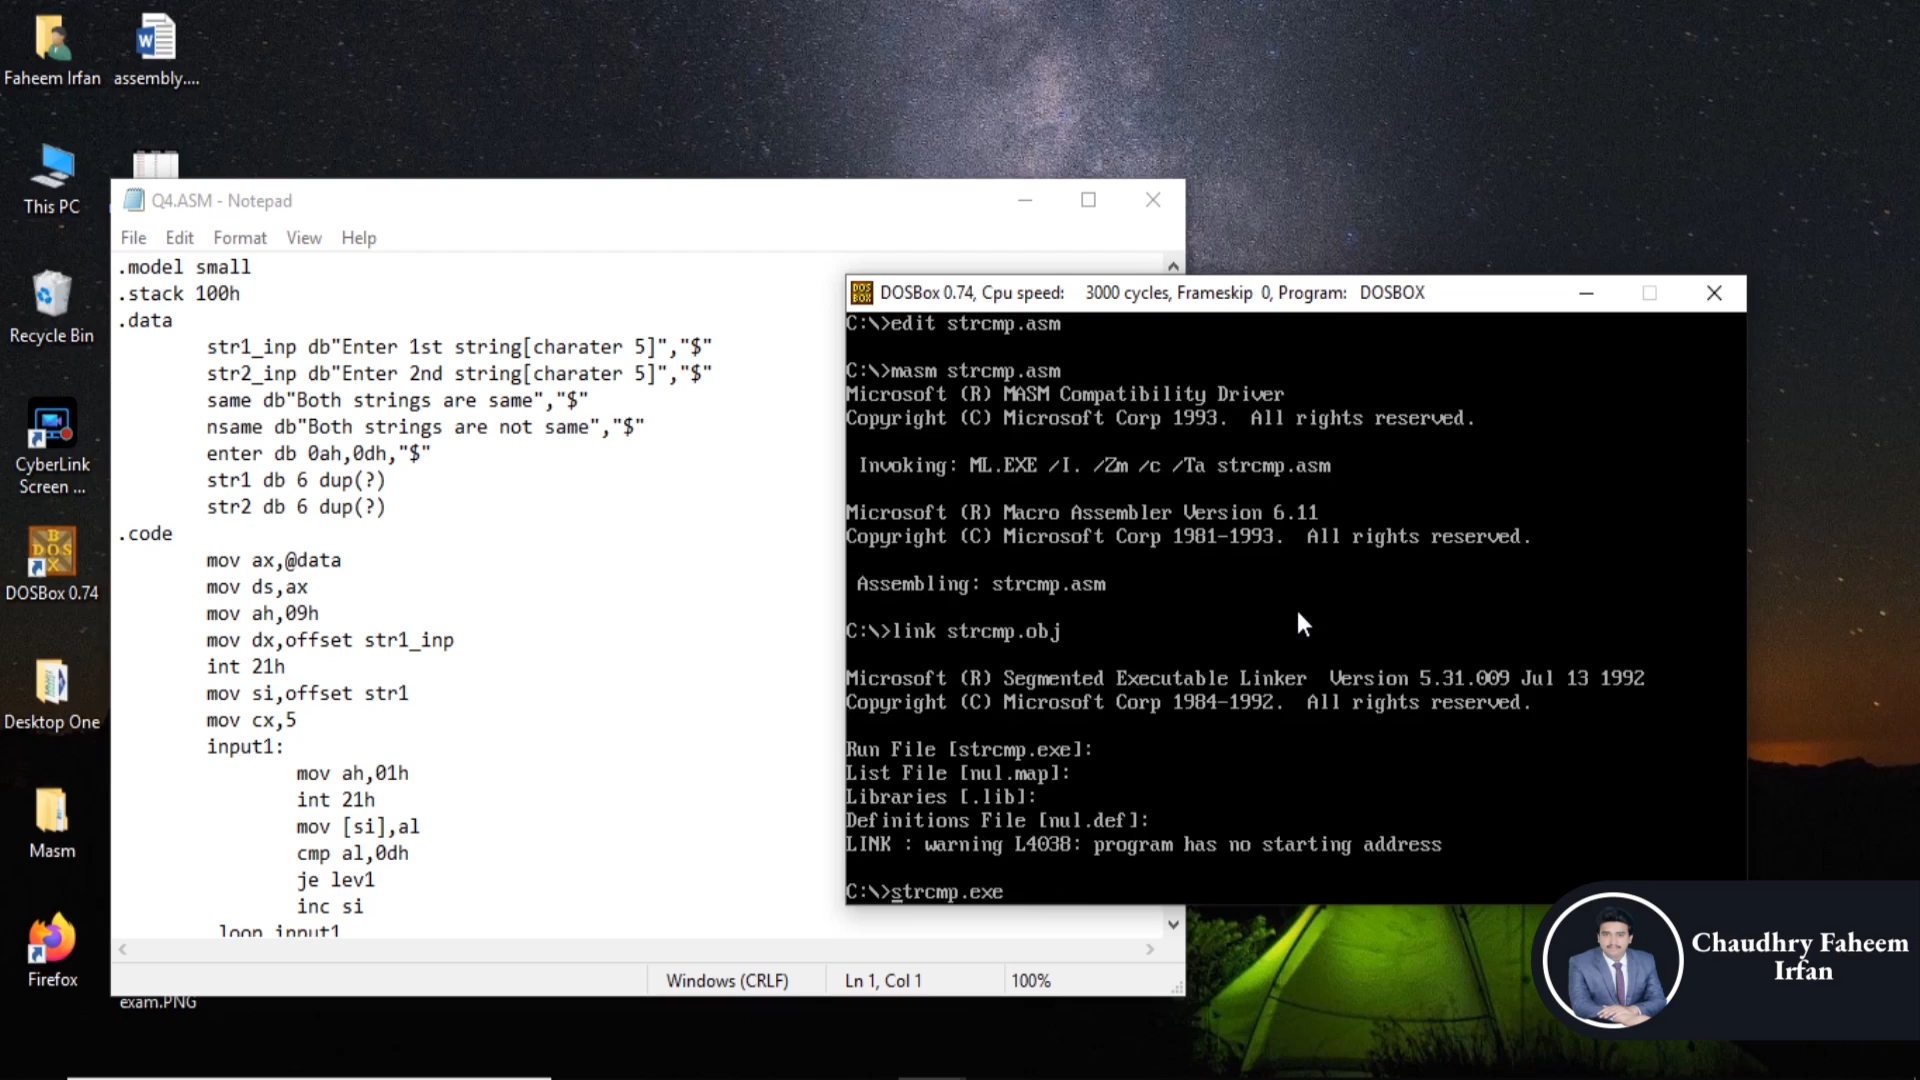 Faheem Irfan
assembly....
This PC
Recycle Bin
CyberLink
Screen ...
DOSBox 0.74
Desktop One
Masm
Firefox
exam.PNG
Q4.ASM - Notepad
File Edit Format View Help
.model small
.stack 100h
.data
str1_inp db"Enter 1st string[charater 5]","$"
str2_inp db"Enter 2nd string[charater 5]","$"
same db"Both strings are same","$"
nsame db"Both strings are not same","$"
enter db 0ah,0dh,"$"
str1 db 6 dup(?)
str2 db 6 dup(?)
.code
mov ax,@data
mov ds,ax
mov ah,09h
mov dx,offset str1_inp
int 21h
mov si,offset str1
mov cx,5
input1:
mov ah,01h
int 21h
mov [si],al
cmp al,0dh
je lev1
inc si
loop input1
Windows (CRLF)
Ln 1, Col 1
100%
DOSBox 0.74, Cpu speed: 3000 cycles, Frameskip 0, Program: DOSBOX
C:\>edit strcmp.asm
C:\>masm strcmp.asm
Microsoft (R) MASM Compatibility Driver
Copyright (C) Microsoft Corp 1993. All rights reserved.
Invoking: ML.EXE /I. /Zm /c /Ta strcmp.asm
Microsoft (R) Macro Assembler Version 6.11
Copyright (C) Microsoft Corp 1981-1993. All rights reserved.
Assembling: strcmp.asm
C:\>link strcmp.obj
Microsoft (R) Segmented Executable Linker Version 5.31.009 Jul 13 1992
Copyright (C) Microsoft Corp 1984-1992. All rights reserved.
Run File [strcmp.exe]:
List File [nul.map]:
Libraries [.lib]:
Definitions File [nul.def]:
LINK : warning L4038: program has no starting address
C:\>strcmp.exe
Chaudhry Faheem
Irfan